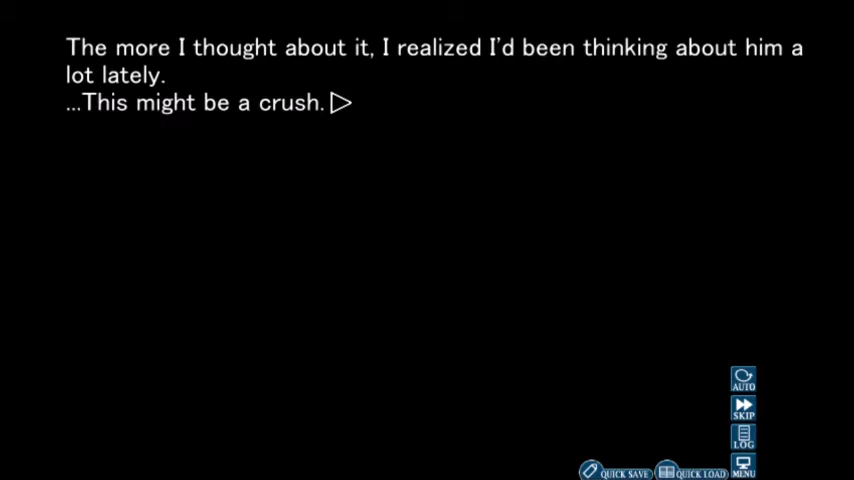 The more I thought about it, I realized I'd been thinking about him a
lot lately.
...This might be a crush.
AUTO
SKIP
LOG
MENU
QUICK SAVE
QUICK LOAD